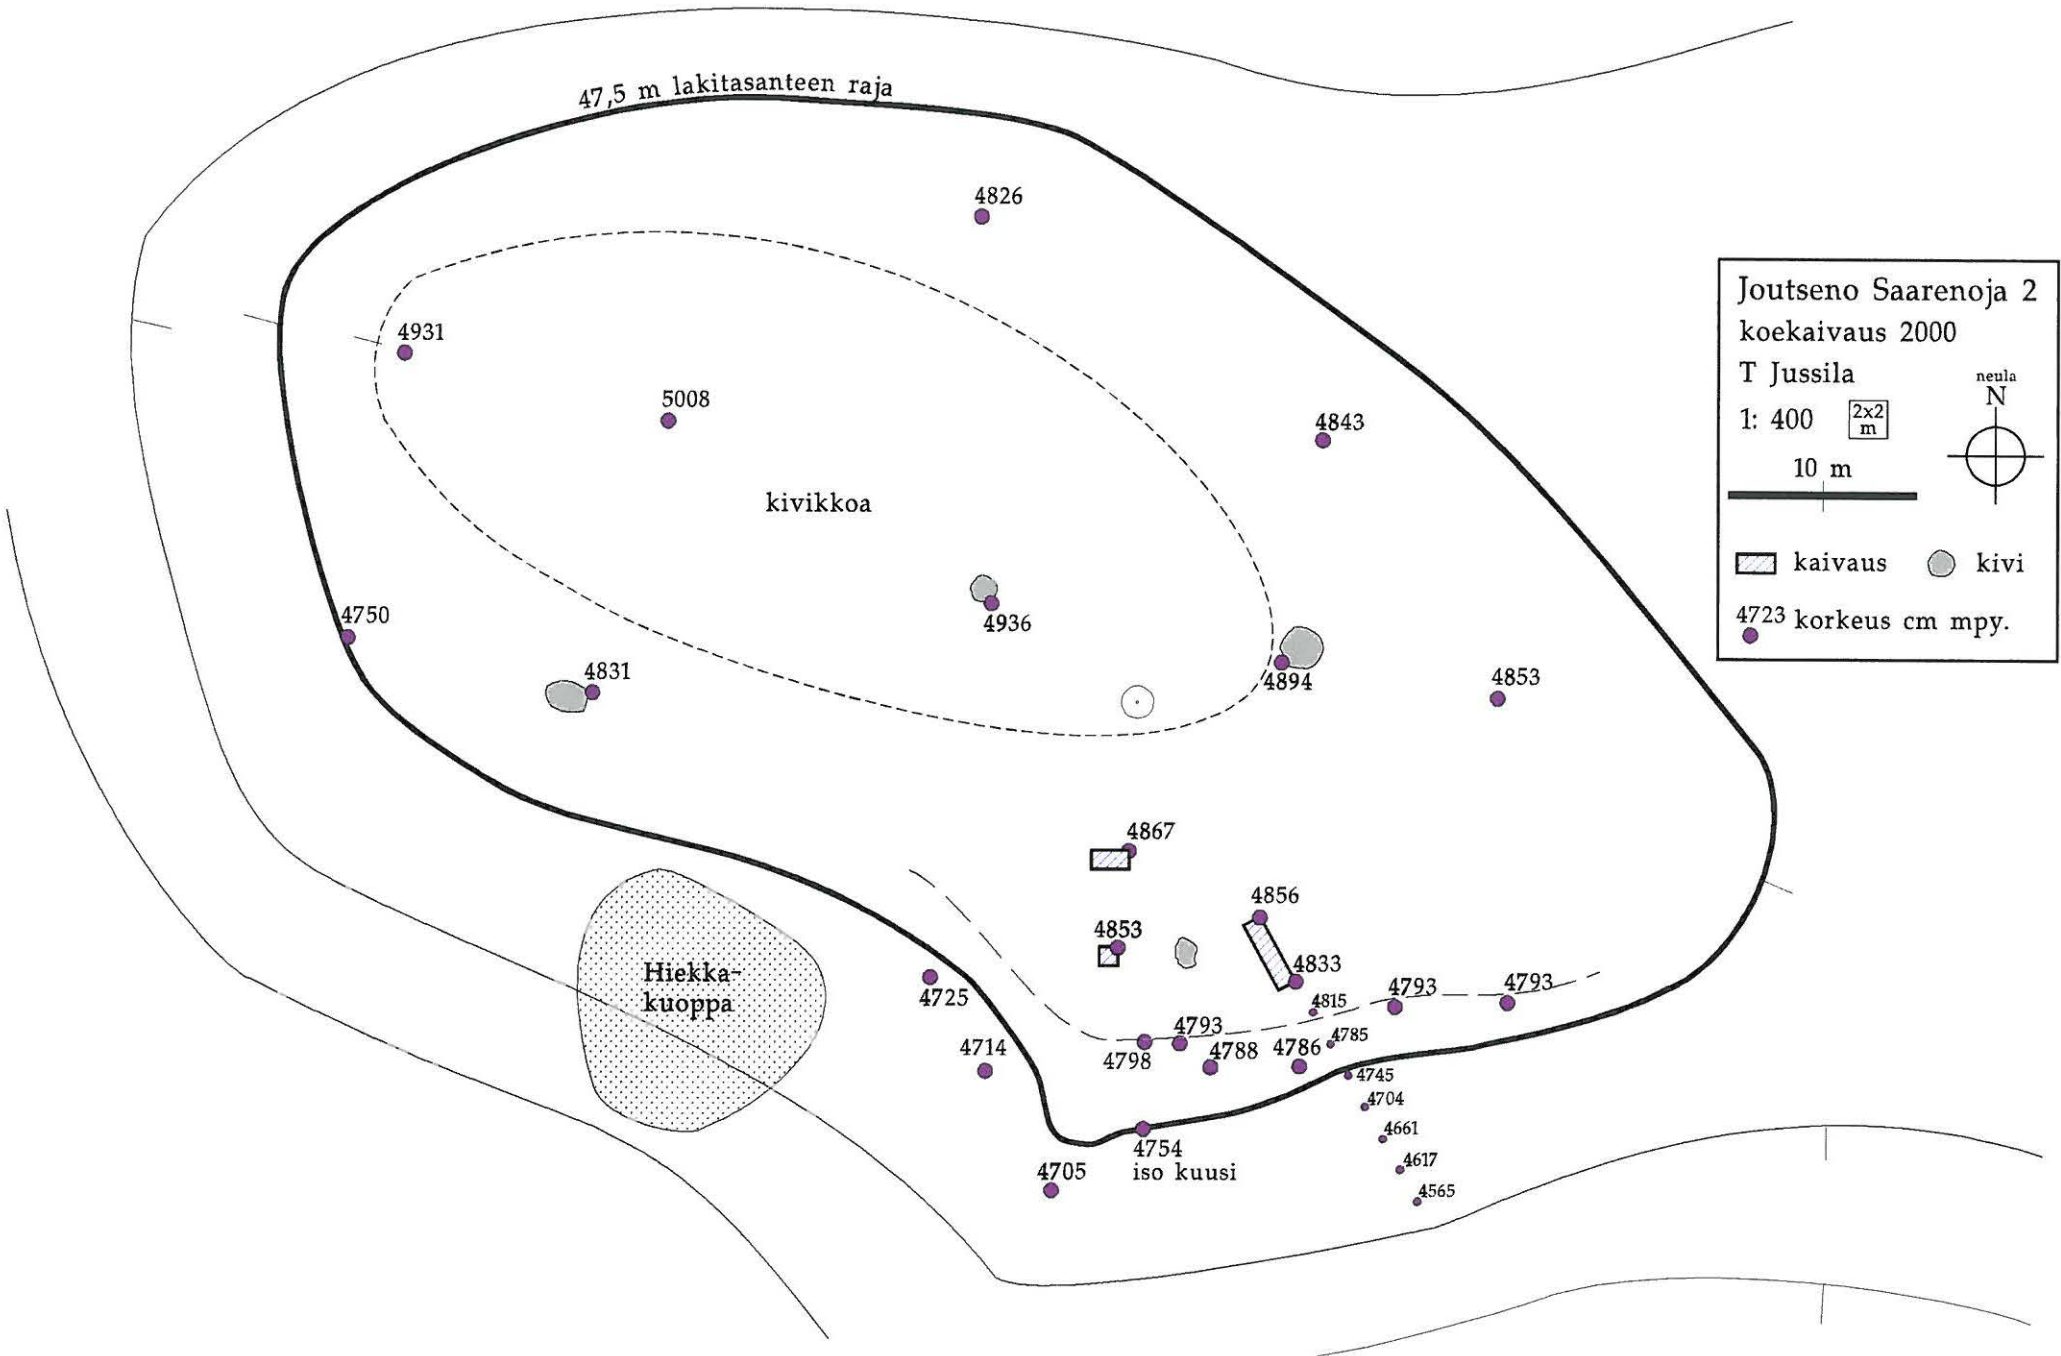 47,5 m lakitasanteen raja
4826
4931
5008
4843
kivikkoa
4936
4750
4831
4894
4853
4867
4856
4853
4833
Hiekka-
kuoppa
4725
4815
4793
4793
4714
4798
4793
4788
4786
4785
4745
4704
4661
4617
4565
4754
iso kuusi
4705
Joutseno Saarenoja 2
koekaivaus 2000
T Jussila
1: 400
2x2
m
neula
N
10 m
kaivaus
kivi
4723 korkeus cm mpy.